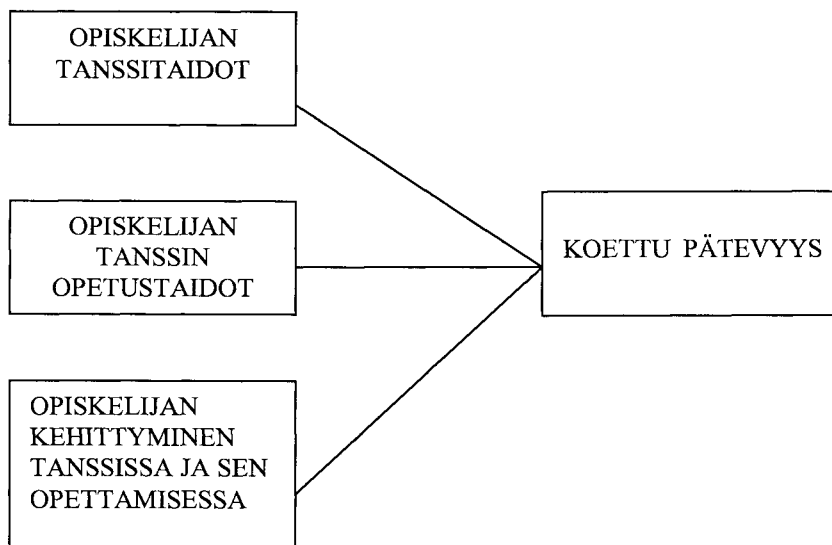 OPISKELIJAN
TANSSITAIDOT
OPISKELIJAN
TANSSIN
OPETUSTAIDOT
KOETTU PÄTEVYYS
OPISKELIJAN
KEHITTYMINEN
TANSSISSA JA SEN
OPETTAMISESSA